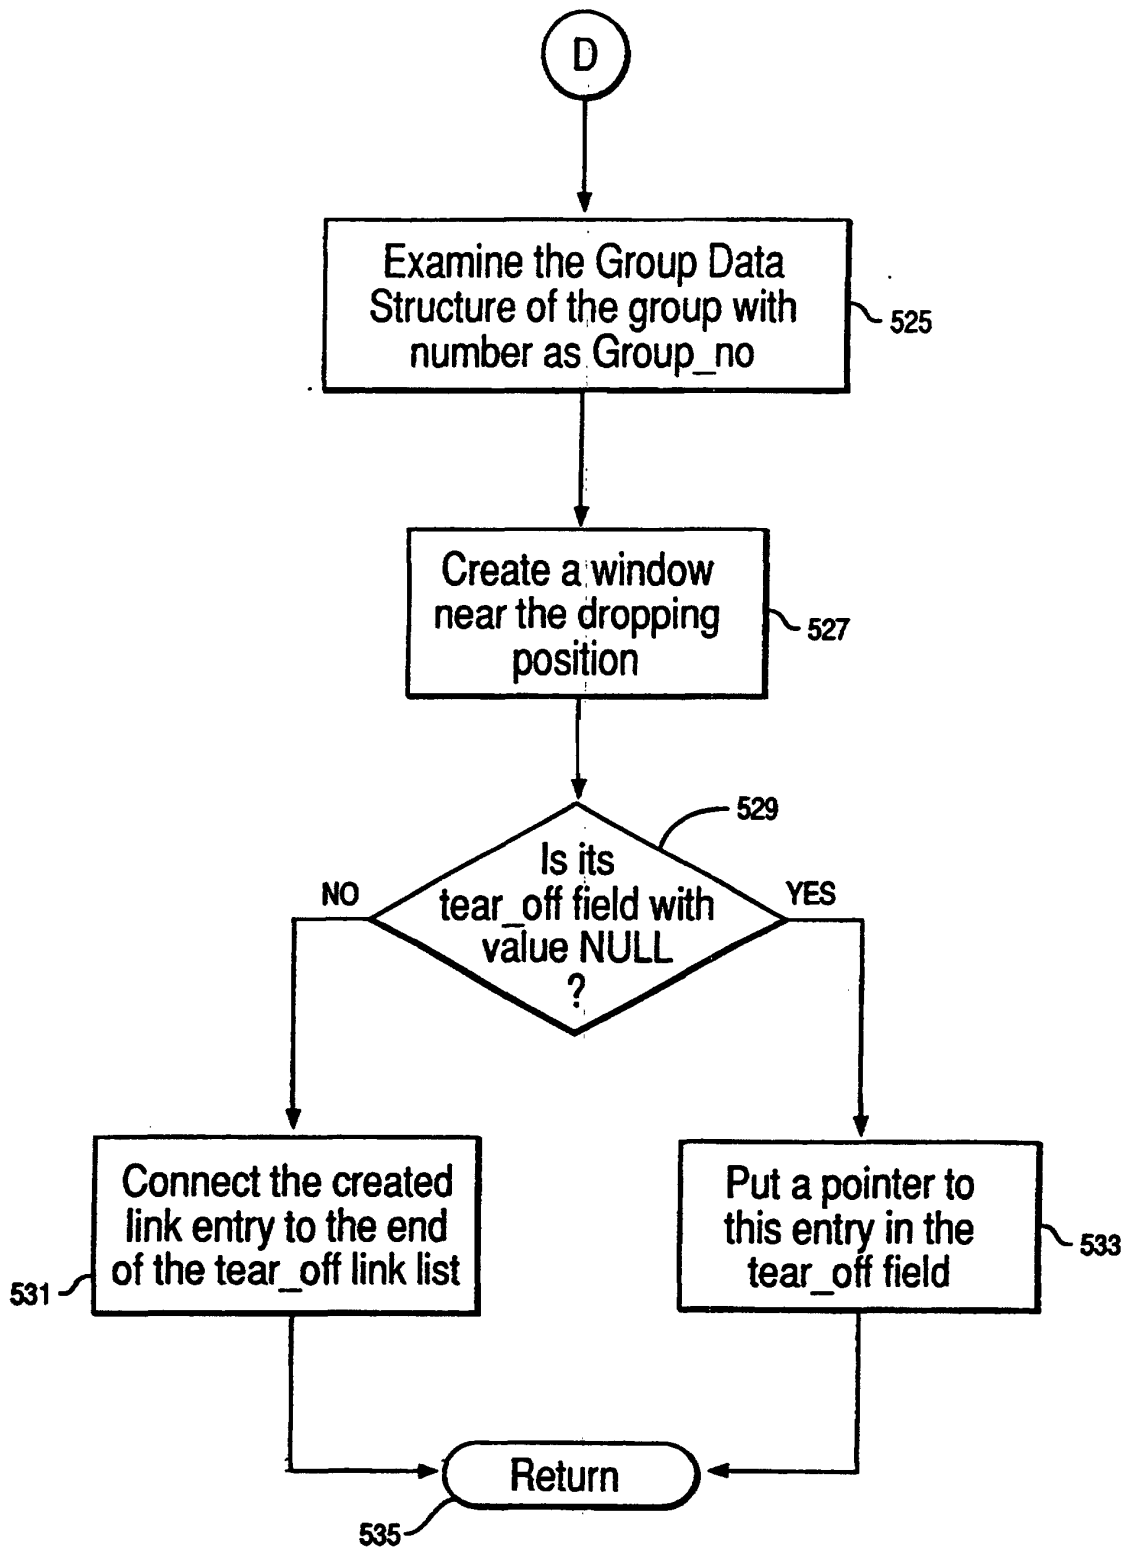 D
Examine the Group Data
Structure of the group with
number as Group_no
525
Create a window
near the dropping
position
527
529
Is its
tear_off field with
value NULL
?
NO
YES
Connect the created
link entry to the end
of the tear_off link list
531
Put a pointer to
this entry in the
tear_off field
533
Return
535